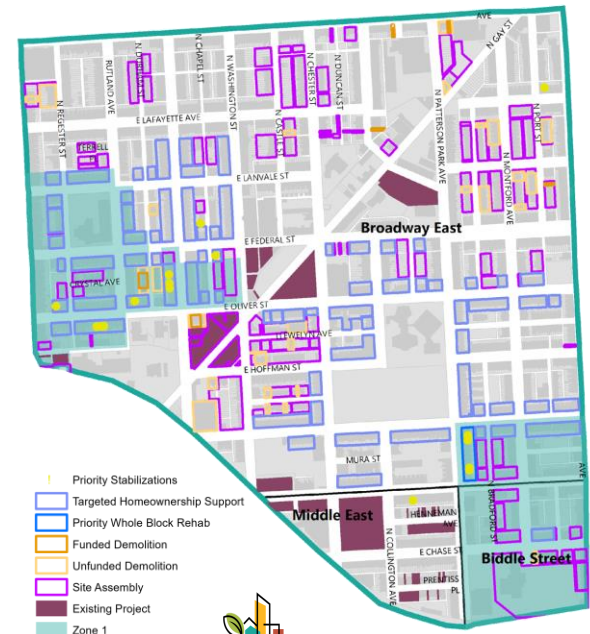 AVE
N GAY ST
N CHAPEL ST
N WASHINGTON ST
RUTLAND AVE
N DURHAM ST
N CHESTER ST
N DUNCAN ST
N REGESTER ST
N PATTERSON PARK AVE
N PORT ST
E LAFAYETTE AVE
N CASTLE ST
TERRELL
PL
N MONTFORD AVE
E LANVALE ST
Broadway East
E FEDERAL ST
CRYSTAL AVE
E OLIVER ST
LLEWELYN AVE
E HOFFMAN ST
MURA ST
AVE
N BRADFORD ST
Middle East
HENNEMAN
AVE
N COLLINGTON AVE
E CHASE ST
Biddle Street
PRENTISS
PL
Priority Stabilizations
Targeted Homeownership Support
Priority Whole Block Rehab
Funded Demolition
Unfunded Demolition
Site Assembly
Existing Project
Zone 1